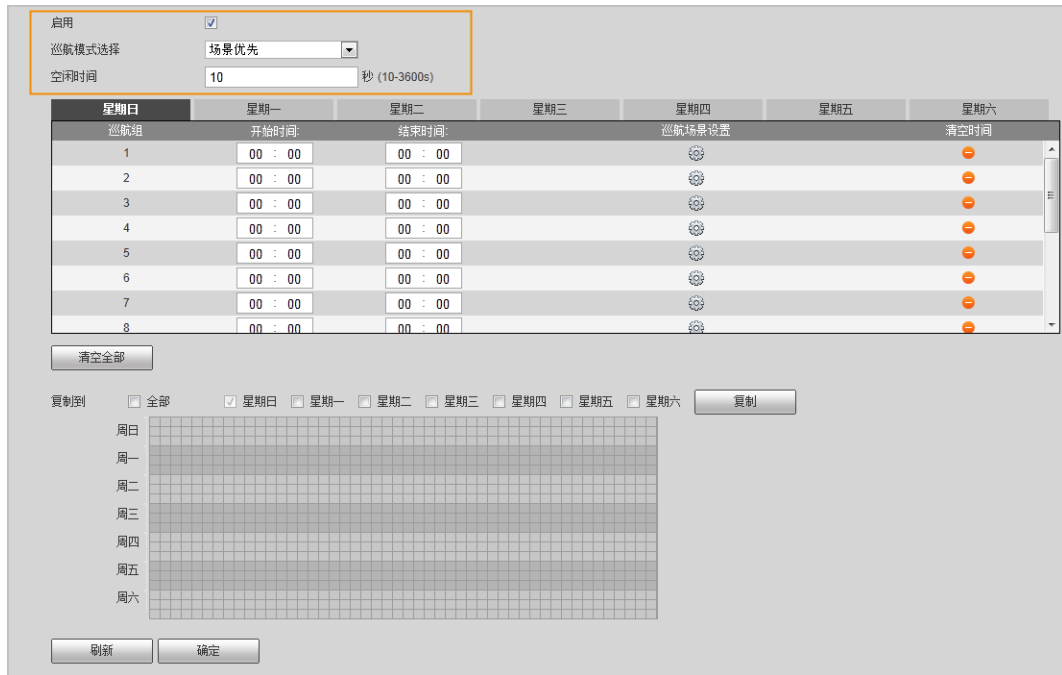 启用
巡航模式选择 场景优先
空闲时间 10 秒 (10-3600s)
星期日 星期一 星期二 星期三 星期四 星期五 星期六
巡航组 开始时间: 结束时间: 巡航场景设置 清空时间
1 00 : 00 00 : 00
2 00 : 00 00 : 00
3 00 : 00 00 : 00
4 00 : 00 00 : 00
5 00 : 00 00 : 00
6 00 : 00 00 : 00
7 00 : 00 00 : 00
8 00 : 00 00 : 00
清空全部
复制到 全部 星期日 星期一 星期二 星期三 星期四 星期五 星期六 复制
周日
周一
周二
周三
周四
周五
周六
刷新 确定